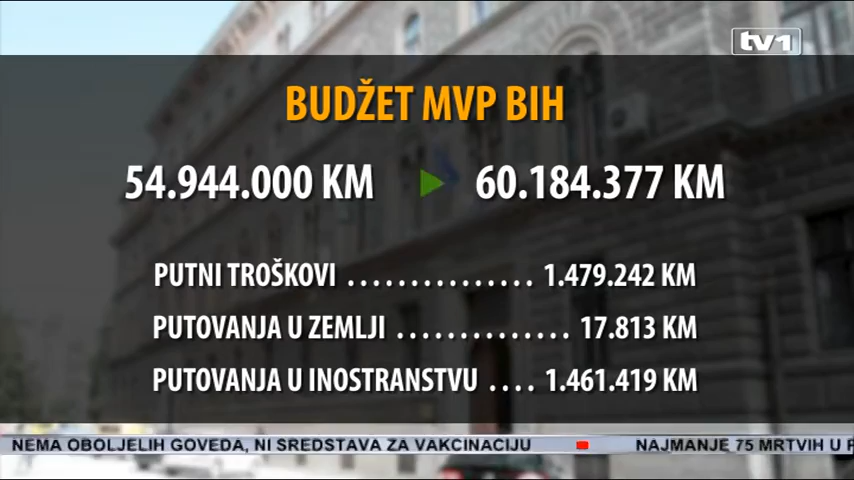 tv1
BUDŽET MVP BIH
54.944.000 KM 60.184.377 KM
PUTNI TROŠKOVI ............... 1.479.242 KM
PUTOVANJA U ZEMLJI .............. 17.813 KM
PUTOVANJA U INOSTRANSTVU .... 1.461.419 KM
NEMA OBOLJELIH GOVEDA, NI SREDSTAVA ZA VAKCINACIJU NAJMANJE 75 MRTVIH U